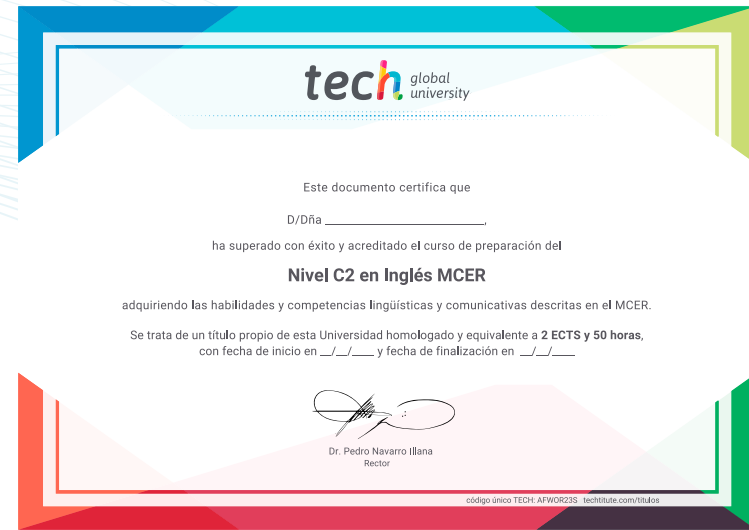 tech global
university
Este documento certifica que
D/Dña ________________________,
ha superado con éxito y acreditado el curso de preparación del
Nivel C2 en Inglés MCER
adquiriendo las habilidades y competencias lingüísticas y comunicativas descritas en el MCER.
Se trata de un título propio de esta Universidad homologado y equivalente a 2 ECTS y 50 horas,
con fecha de inicio en __/__/____ y fecha de finalización en __/__/____
Dr. Pedro Navarro Illana
Rector
código único TECH: AFWOR23S techtitute.com/titulos